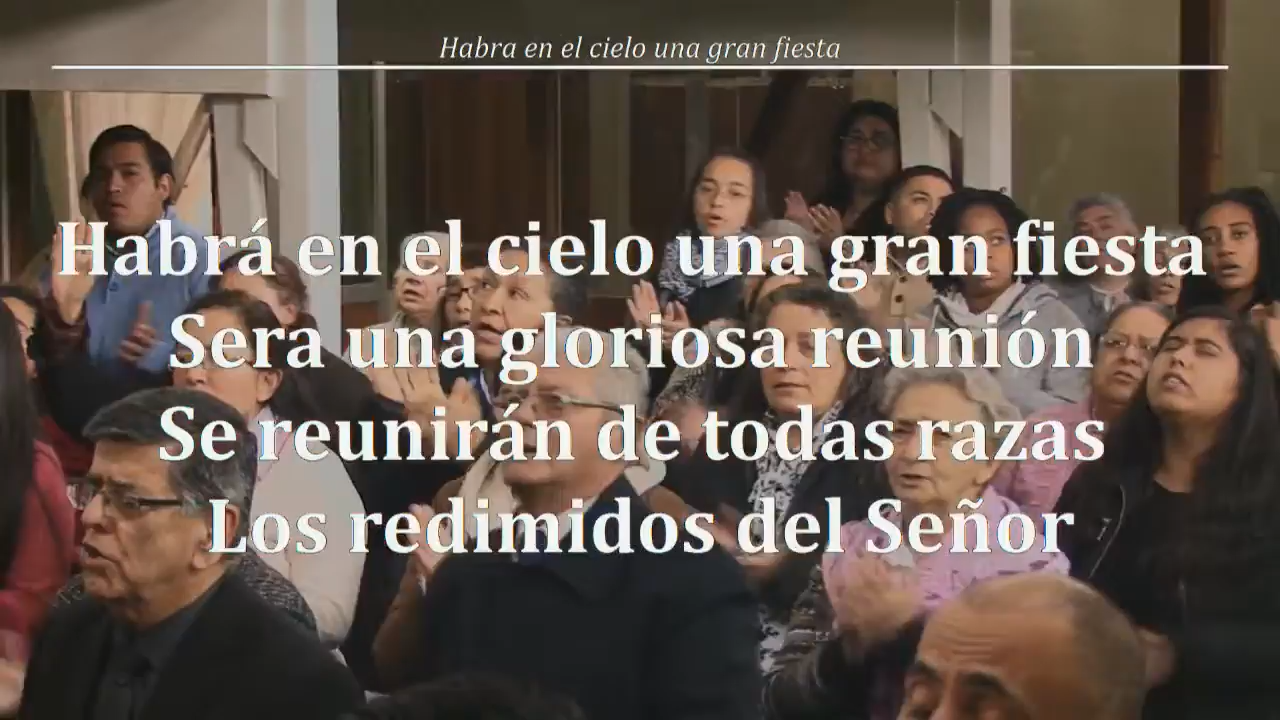 Habra en el cielo una gran fiesta
Habrá en el cielo una gran fiesta
Sera una gloriosa reunión
Se reunirán de todas razas
Los redimidos del Señor